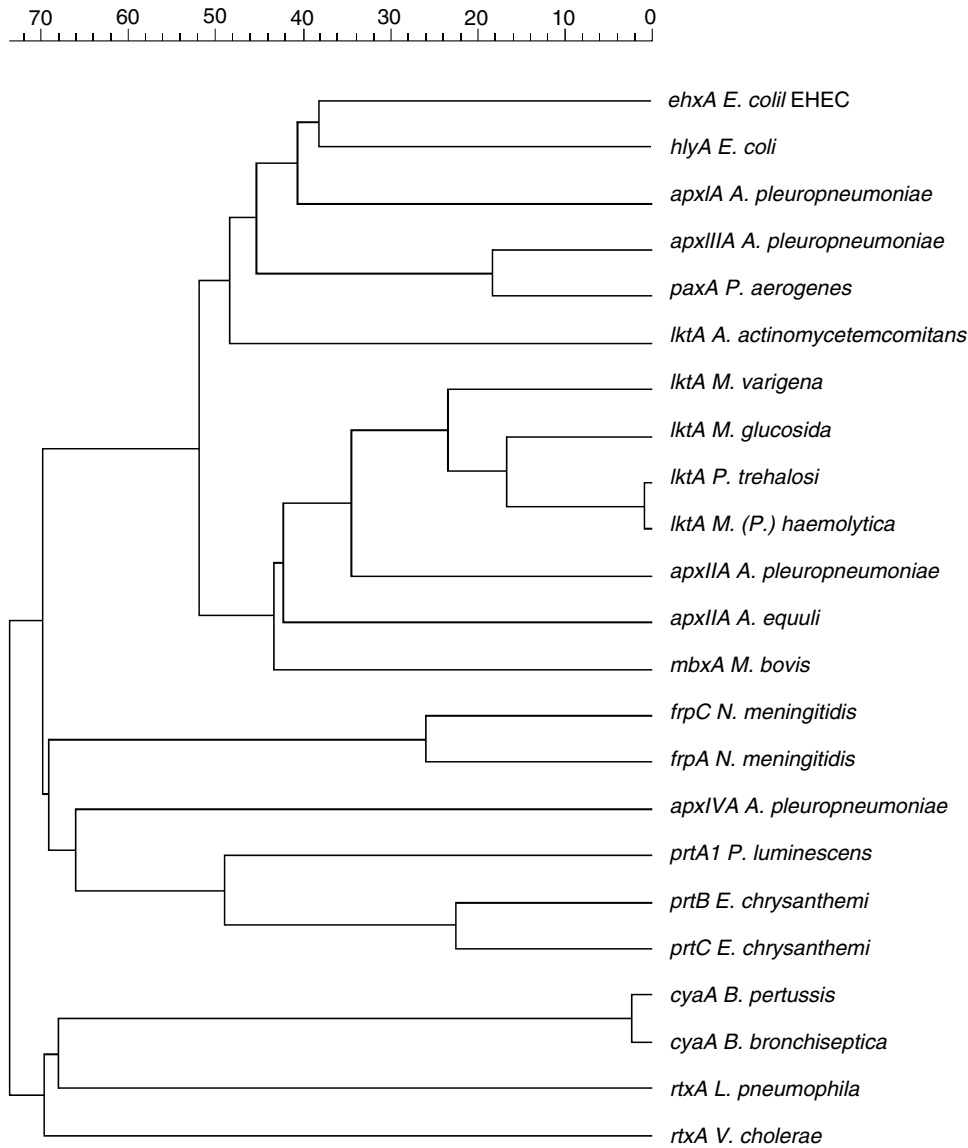 70 60 50 40 30 20 10 0
ehxA E. colil EHEC
hlyA E. coli
apxIA A. pleuropneumoniae
apxIIIA A. pleuropneumoniae
paxA P. aerogenes
lktA A. actinomycetemcomitans
lktA M. varigena
lktA M. glucosida
lktA P. trehalosi
lktA M. (P.) haemolytica
apxIIA A. pleuropneumoniae
apxIIA A. equuli
mbxA M. bovis
frpC N. meningitidis
frpA N. meningitidis
apxIVA A. pleuropneumoniae
prtA1 P. luminescens
prtB E. chrysanthemi
prtC E. chrysanthemi
cyaA B. pertussis
cyaA B. bronchiseptica
rtxA L. pneumophila
rtxA V. cholerae